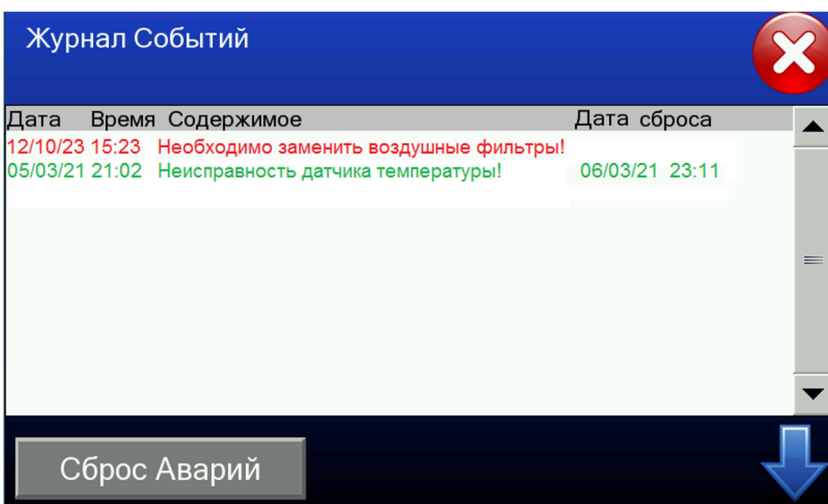 Журнал Событий
Дата Время Содержимое Дата сброса
12/10/23 15:23 Необходимо заменить воздушные фильтры!
05/03/21 21:02 Неисправность датчика температуры! 06/03/21 23:11
Сброс Аварий